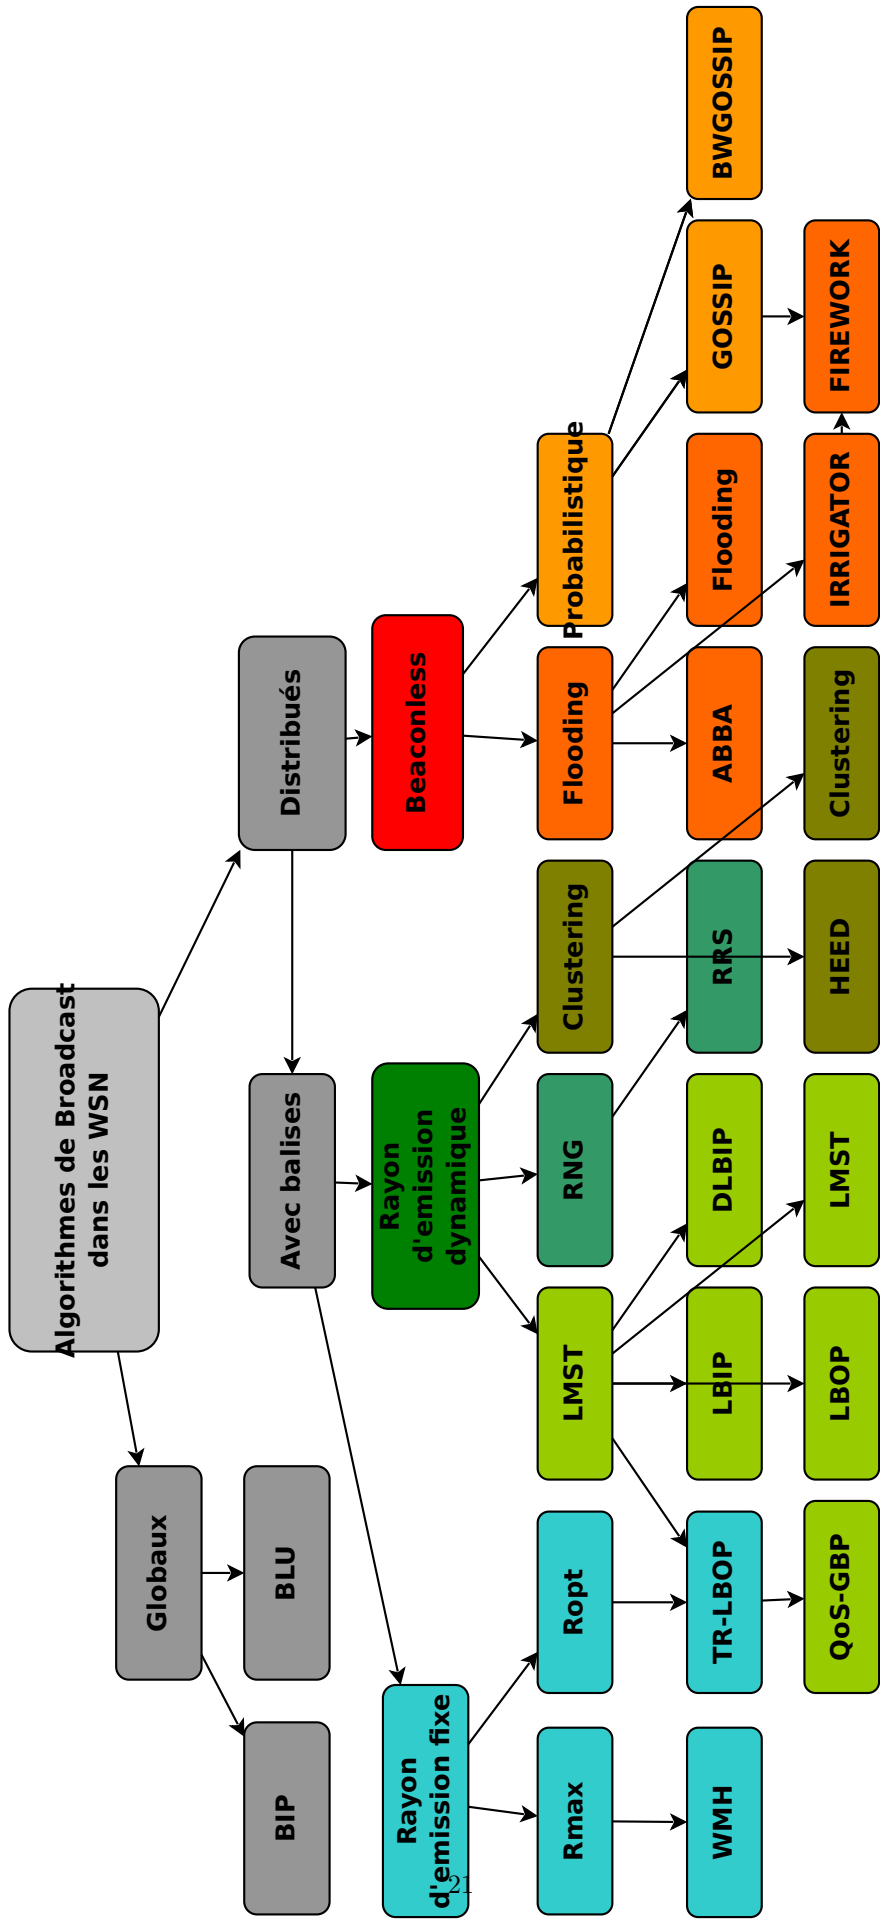 Algorithmes de Broadcast
dans les WSN
Globaux
Distribués
BIP
BLU
Avec balises
Beaconless
Rayon
d'emission fixe
Rayon
d'emission
dynamique
Rmax
Ropt
LMST
RNG
Clustering
Flooding
Probabilistique
WMH
TR-LBOP
LBIP
DLBIP
RRS
ABBA
Flooding
GOSSIP
BWGOSSIP
QoS-GBP
LBOP
LMST
HEED
Clustering
IRRIGATOR
FIREWORK
21